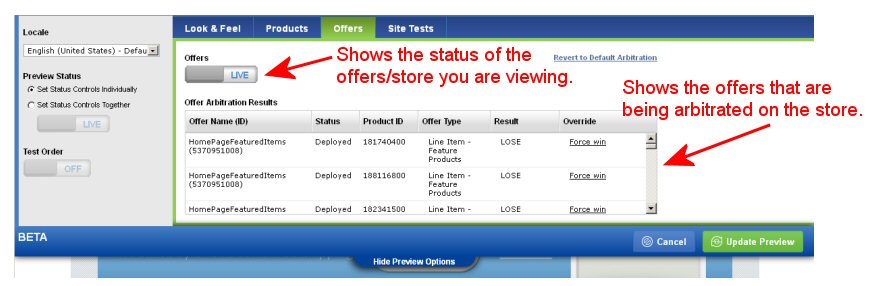 Locale
English (United States) - Defau
Preview Status
Set Status Controls Individually
Set Status Controls Together
LIVE
Test Order
OFF
Look & Feel Products Offers Site Tests
Offers
LIVE
Shows the status of the
offers/store you are viewing.
Revert to Default Arbitration
Shows the offers that are
being arbitrated on the store.
Offer Arbitration Results
Offer Name (ID) Status Product ID Offer Type Result Override
HomePageFeaturedItems Deployed 181740400 Line Item - LOSE Force win
(5370951008) Feature
Products
HomePageFeaturedItems Deployed 188116800 Line Item - LOSE Force win
(5370951008) Feature
Products
HomePageFeaturedItems Deployed 182341500 Line Item - LOSE Force win
BETA
Cancel Update Preview
Hide Preview Options